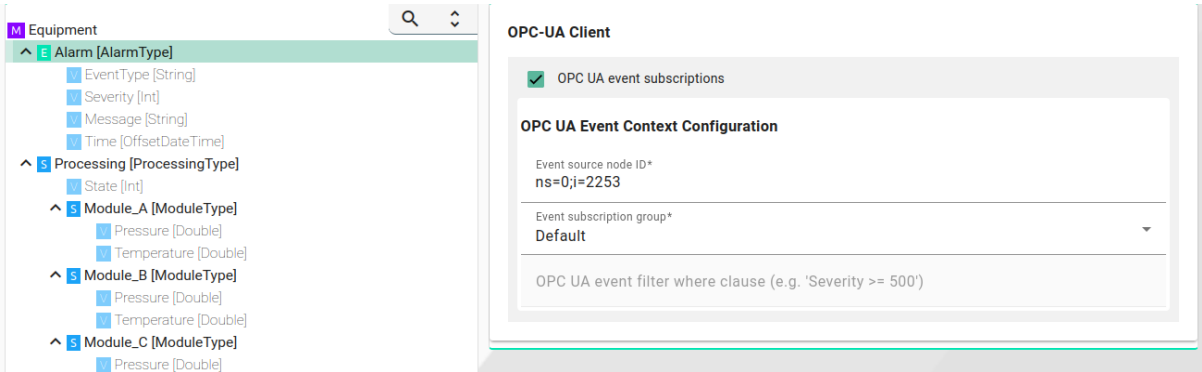 M Equipment
E Alarm [AlarmType]
V EventType [String]
V Severity [Int]
V Message [String]
V Time [OffsetDateTime]
S Processing [ProcessingType]
V State [Int]
S Module_A [ModuleType]
V Pressure [Double]
V Temperature [Double]
S Module_B [ModuleType]
V Pressure [Double]
V Temperature [Double]
S Module_C [ModuleType]
V Pressure [Double]
OPC-UA Client
OPC UA event subscriptions
OPC UA Event Context Configuration
Event source node ID*
ns=0;i=2253
Event subscription group*
Default
OPC UA event filter where clause (e.g. 'Severity >= 500')